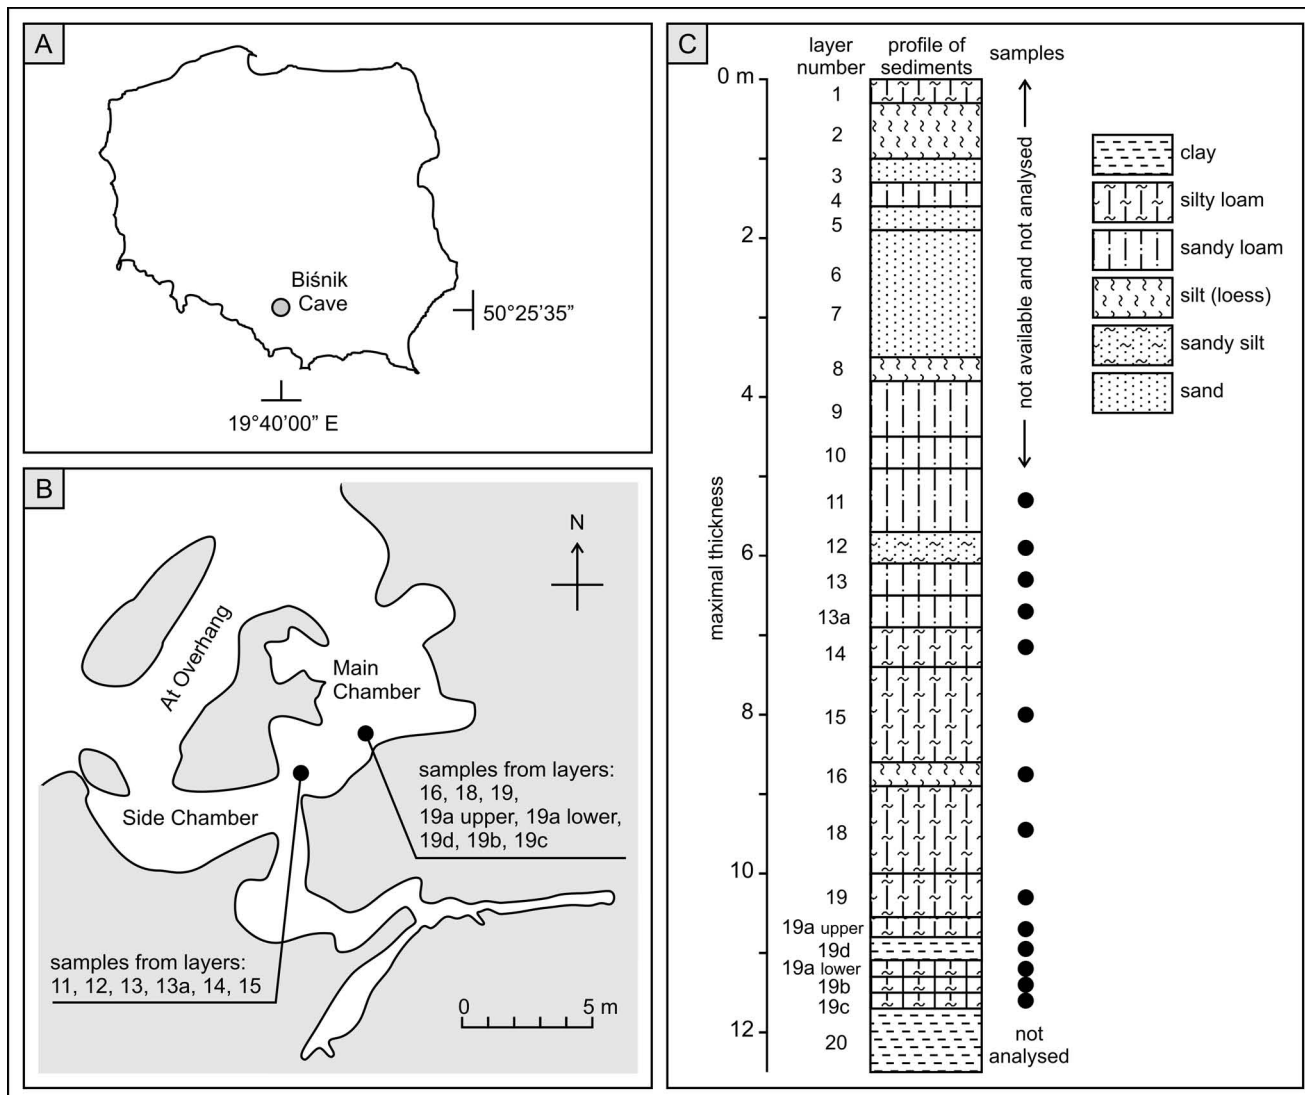 A
Biśnik
Cave
50°25’35”
19°40’00” E
B
N
At Overhang
Main
Chamber
samples from layers:
16, 18, 19,
19a upper, 19a lower,
19d, 19b, 19c
Side Chamber
samples from layers:
11, 12, 13, 13a, 14, 15
0 5 m
C
layer
number
profile of
sediments
samples
0 m
2
4
6
8
10
12
maximal thickness
1
2
3
4
5
6
7
8
9
10
11
12
13
13a
14
15
16
18
19
19a upper
19d
19a lower
19b
19c
20
not available and not analysed
not
analysed
clay
silty loam
sandy loam
silt (loess)
sandy silt
sand